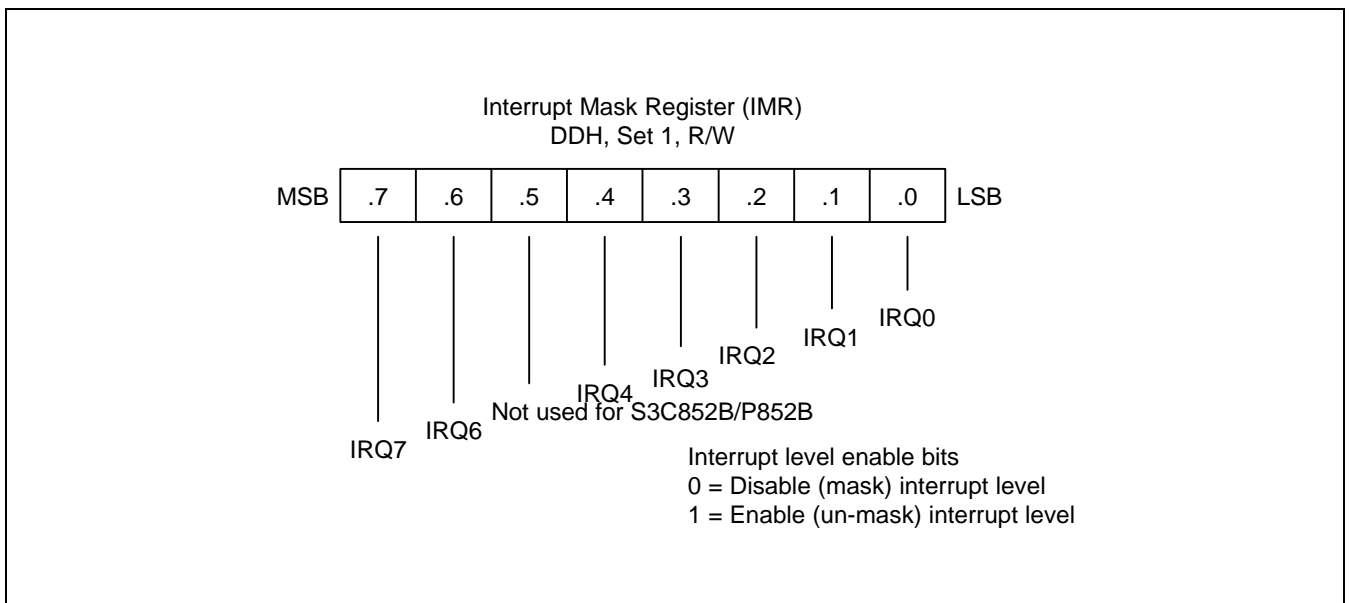 Interrupt Mask Register (IMR)
DDH, Set 1, R/W
MSB .7 .6 .5 .4 .3 .2 .1 .0 LSB
IRQ0
IRQ1
IRQ2
IRQ3
IRQ4
Not used for S3C852B/P852B
IRQ6
IRQ7
Interrupt level enable bits
0 = Disable (mask) interrupt level
1 = Enable (un-mask) interrupt level